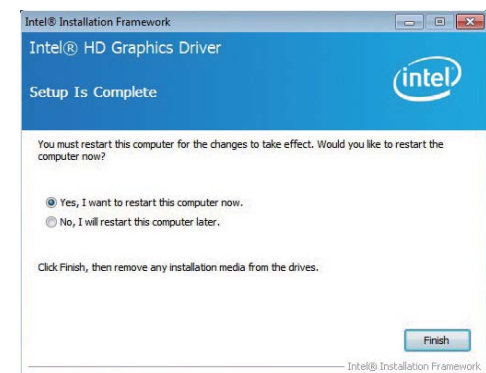 Intel® Installation Framework
Intel® HD Graphics Driver
Setup Is Complete
intel
You must restart this computer for the changes to take effect. Would you like to restart the
computer now?
Yes, I want to restart this computer now.
No, I will restart this computer later.
Click Finish, then remove any installation media from the drives.
Finish
Intel® Installation Framework